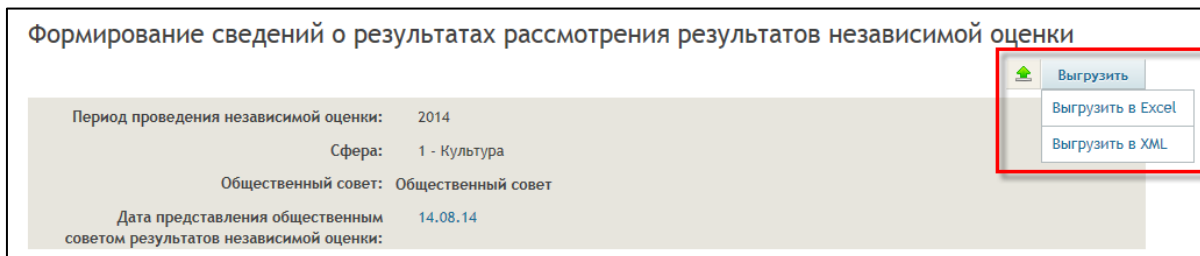 Формирование сведений о результатах рассмотрения результатов независимой оценки
Выгрузить
Выгрузить в Excel
Выгрузить в XML
Период проведения независимой оценки: 2014
Сфера: 1 - Культура
Общественный совет: Общественный совет
Дата представления общественным 14.08.14
советом результатов независимой оценки: